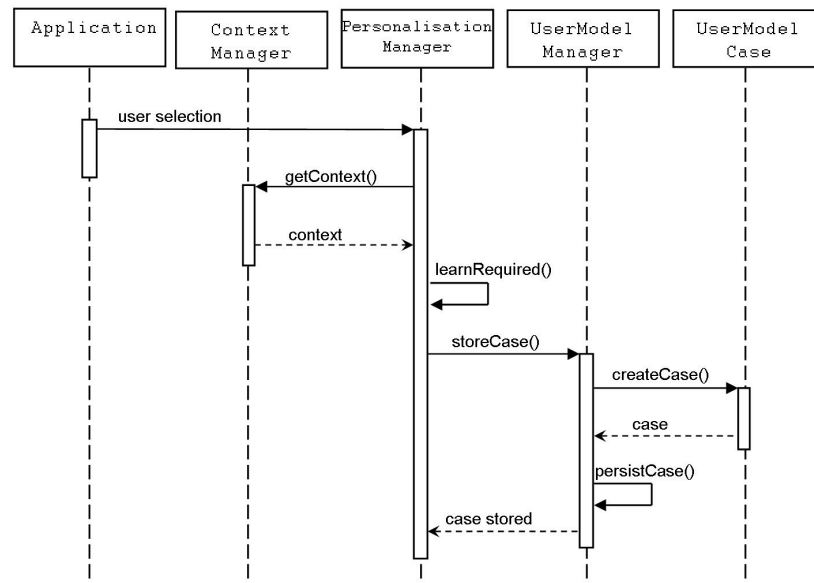 Application
Context
Manager
Personalisation
Manager
UserModel
Manager
UserModel
Case
user selection
getContext()
context
learnRequired()
storeCase()
createCase()
case
persistCase()
case stored